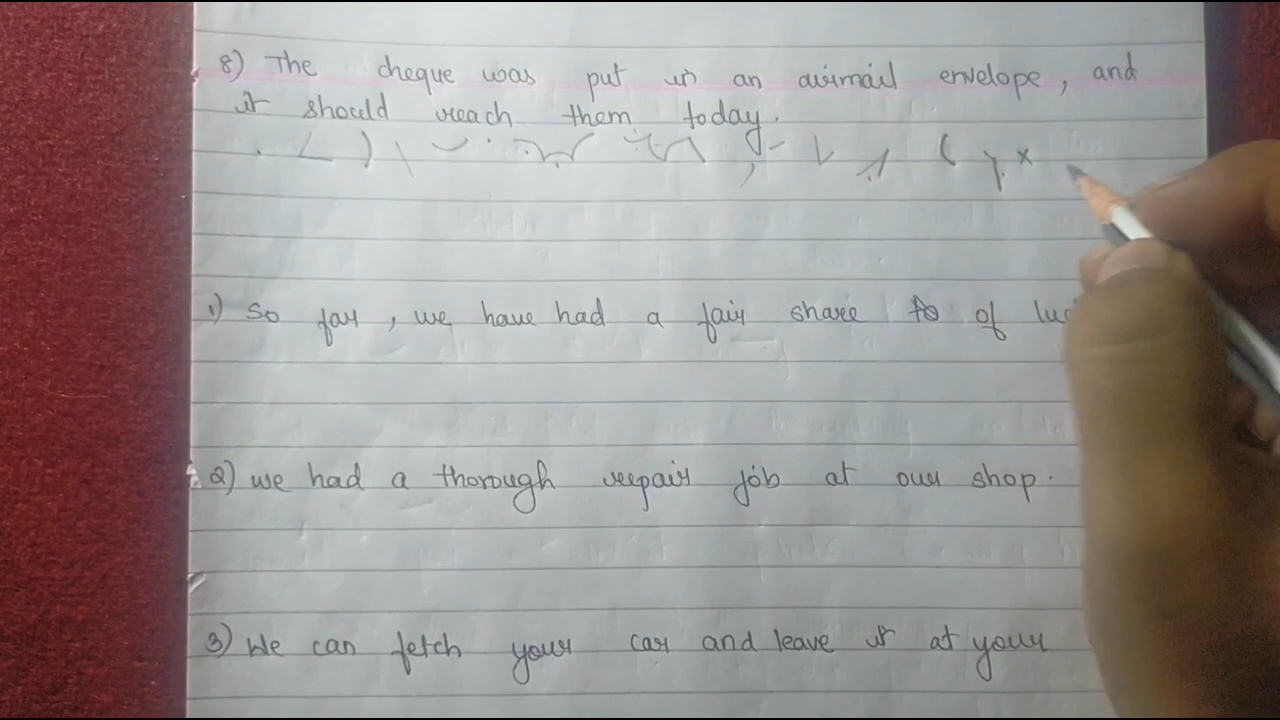 8) The cheque was put in an airmail envelope, and
it should reach them today.
1) So far, we have had a fair share to of
2) we had a thorough repair job at our shop.
3) We can fetch your car and leave it at your